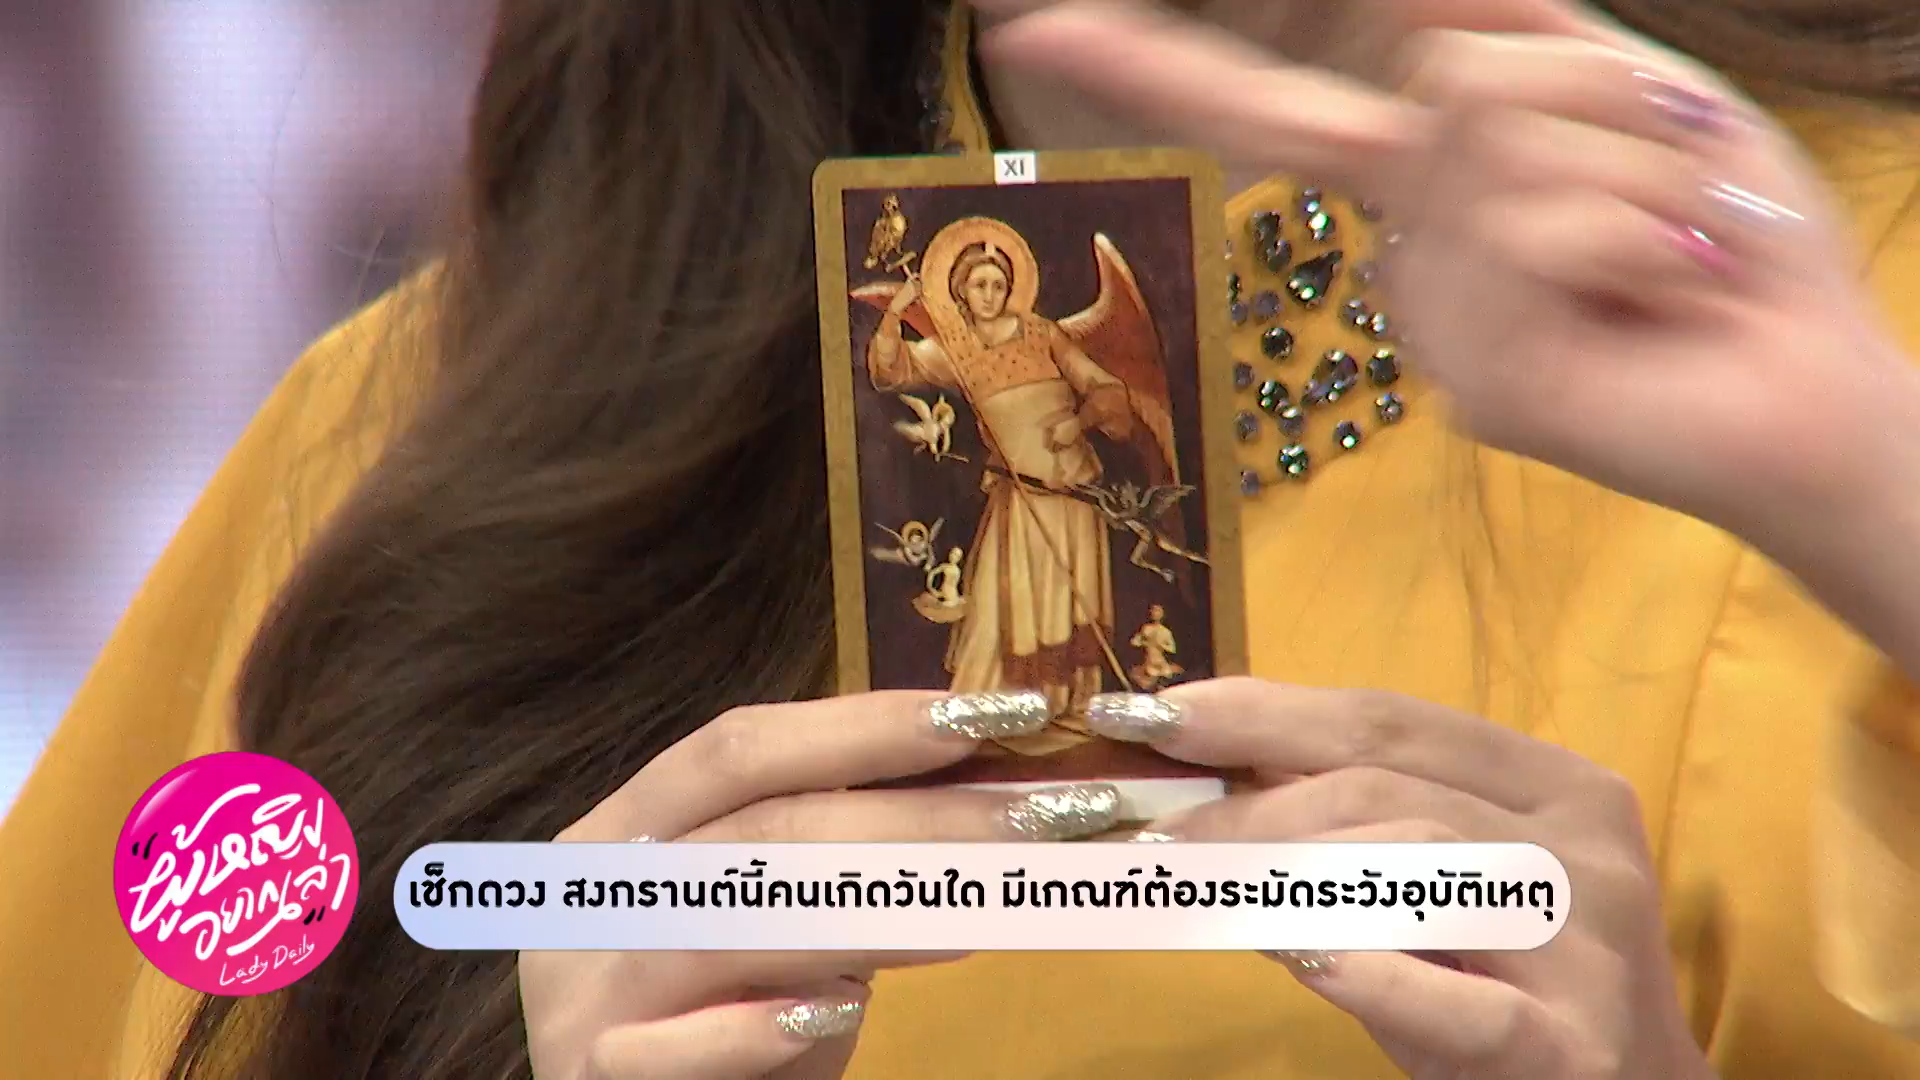 XI
"ผู้หญิง
อยากเล่า"
Lady Daily
เช็กดวง สงกรานต์นี้คนเกิดวันใด มีเกณฑ์ต้องระมัดระวังอุบัติเหตุ